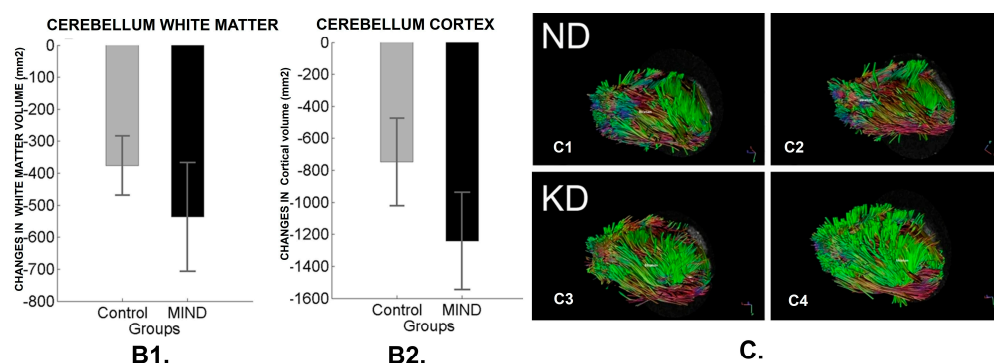 CEREBELLUM WHITE MATTER
CHANGES IN WHITE MATTER VOLUME (mm2)
0
100
-200
-300
-400
-500
-600
-700
-800
Control MIND
Groups
B1.
CEREBELLUM CORTEX
CHANGES IN Cortical volume (mm2)
0
-200
-400
-600
-800
-1000
-1200
-1400
-1600
Control MIND
Groups
B2.
ND
C1
C2
KD
C3
C4
C.